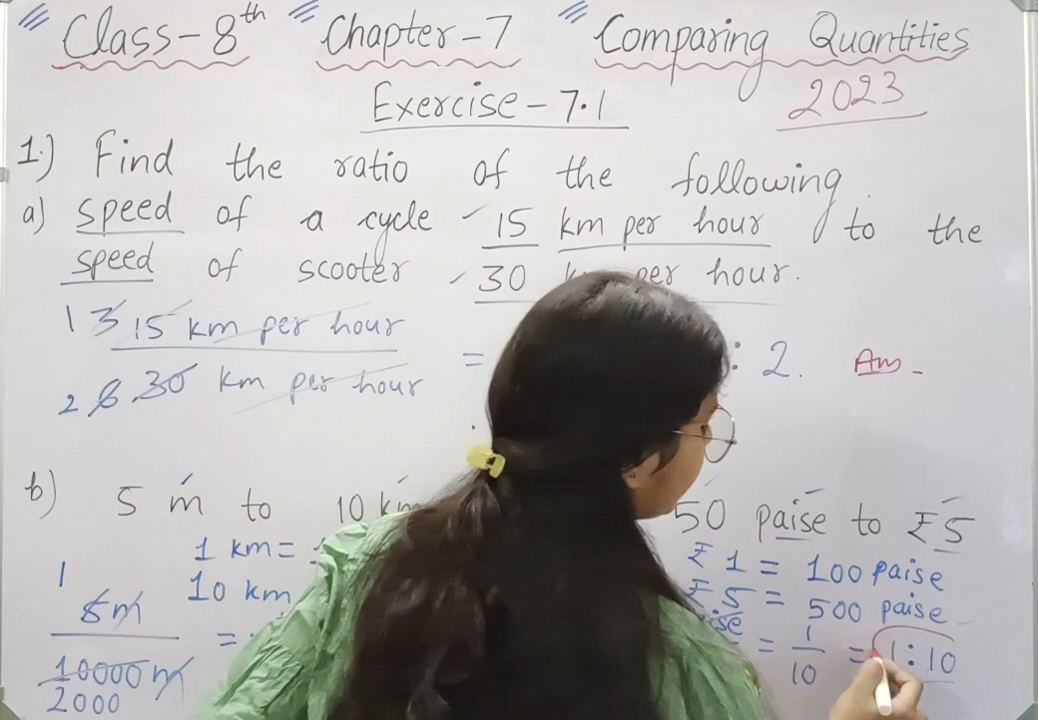 Class-8th Chapter-7 Comparing Quantities
Exercise-7.1 2023
1.) Find the ratio of the following.
a) speed of a cycle 15 km per hour to the
speed of scooter 30 per hour.
1 3 15 km per hour
= : 2. Ans.
2 6 30 km per hour
b) 5 m to 10 km
50 paise to ₹5
1 km =
₹1 = 100 paise
10 km
₹5 = 500 paise
1
5m
=
10000m
2000
= 1/10 = 1:10